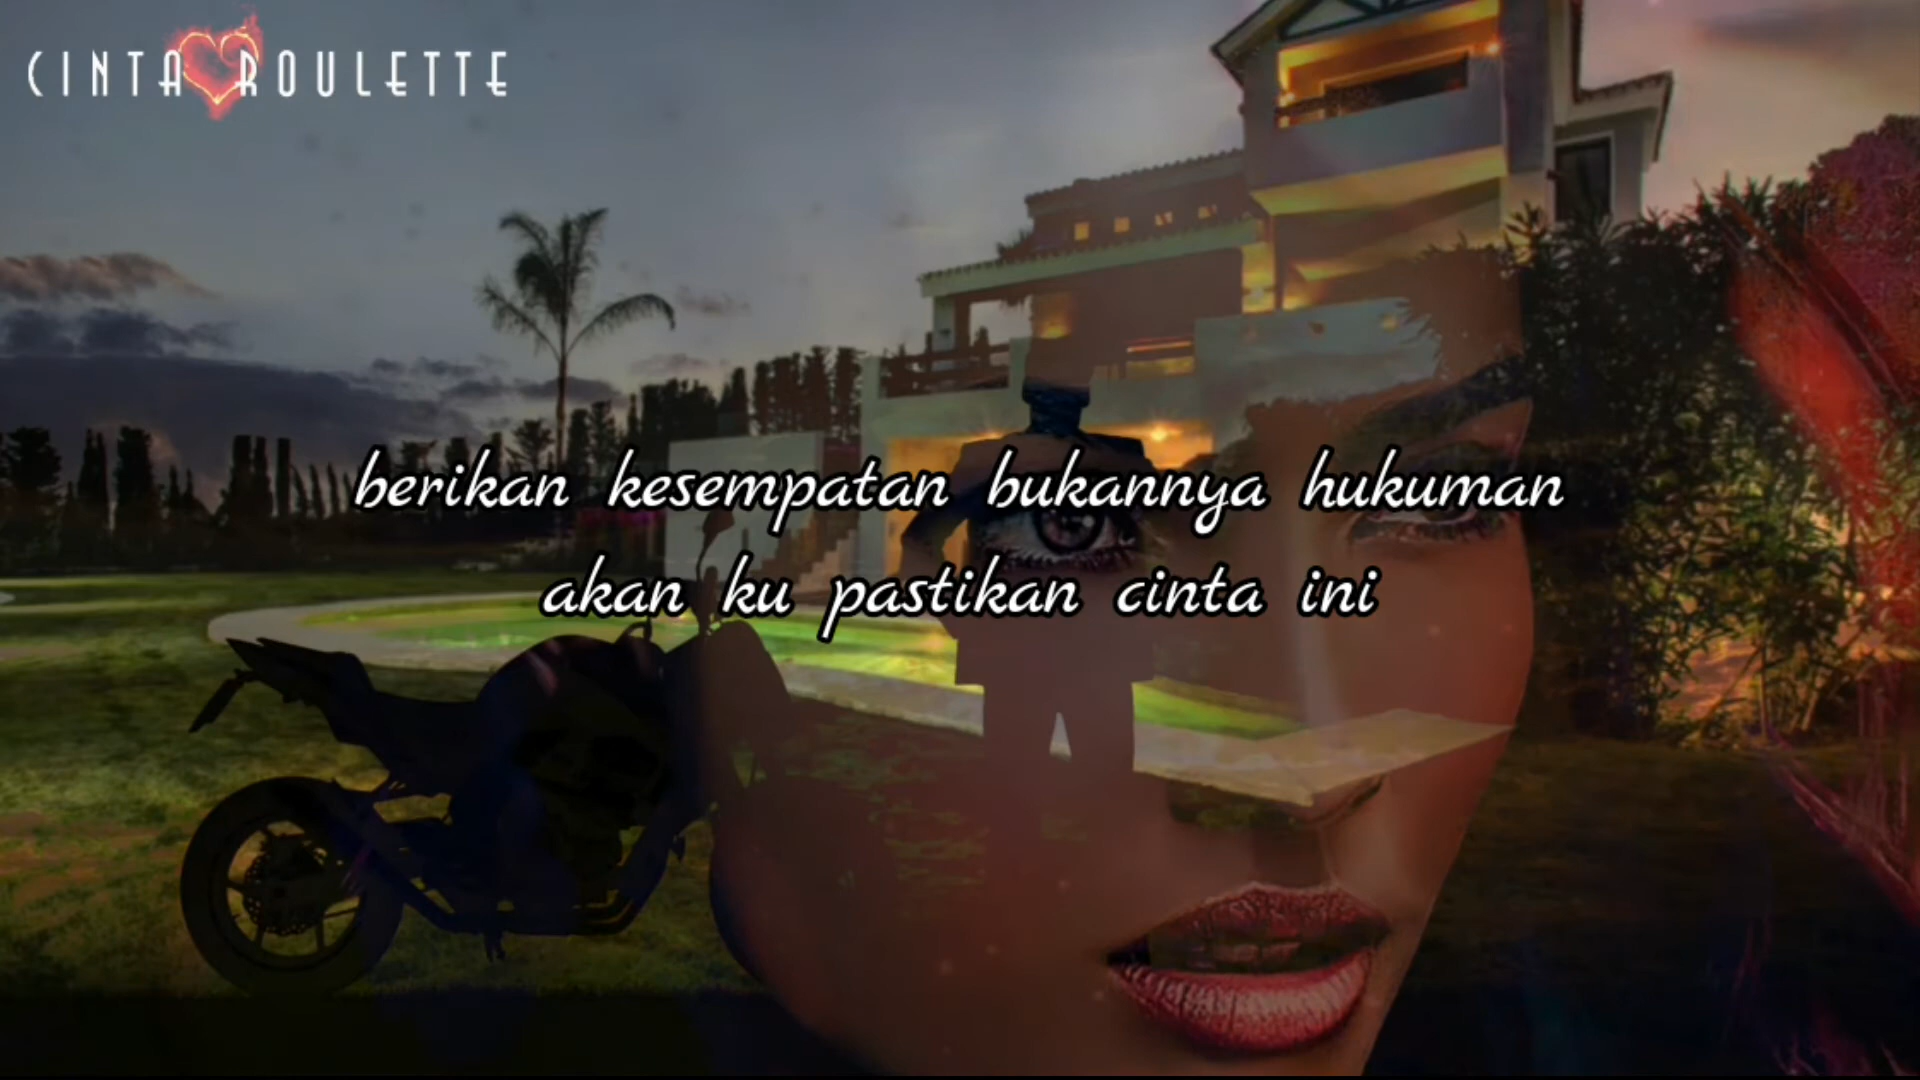 CINTA ROULETTE
berikan kesempatan bukannya hukuman
akan ku pastikan cinta ini